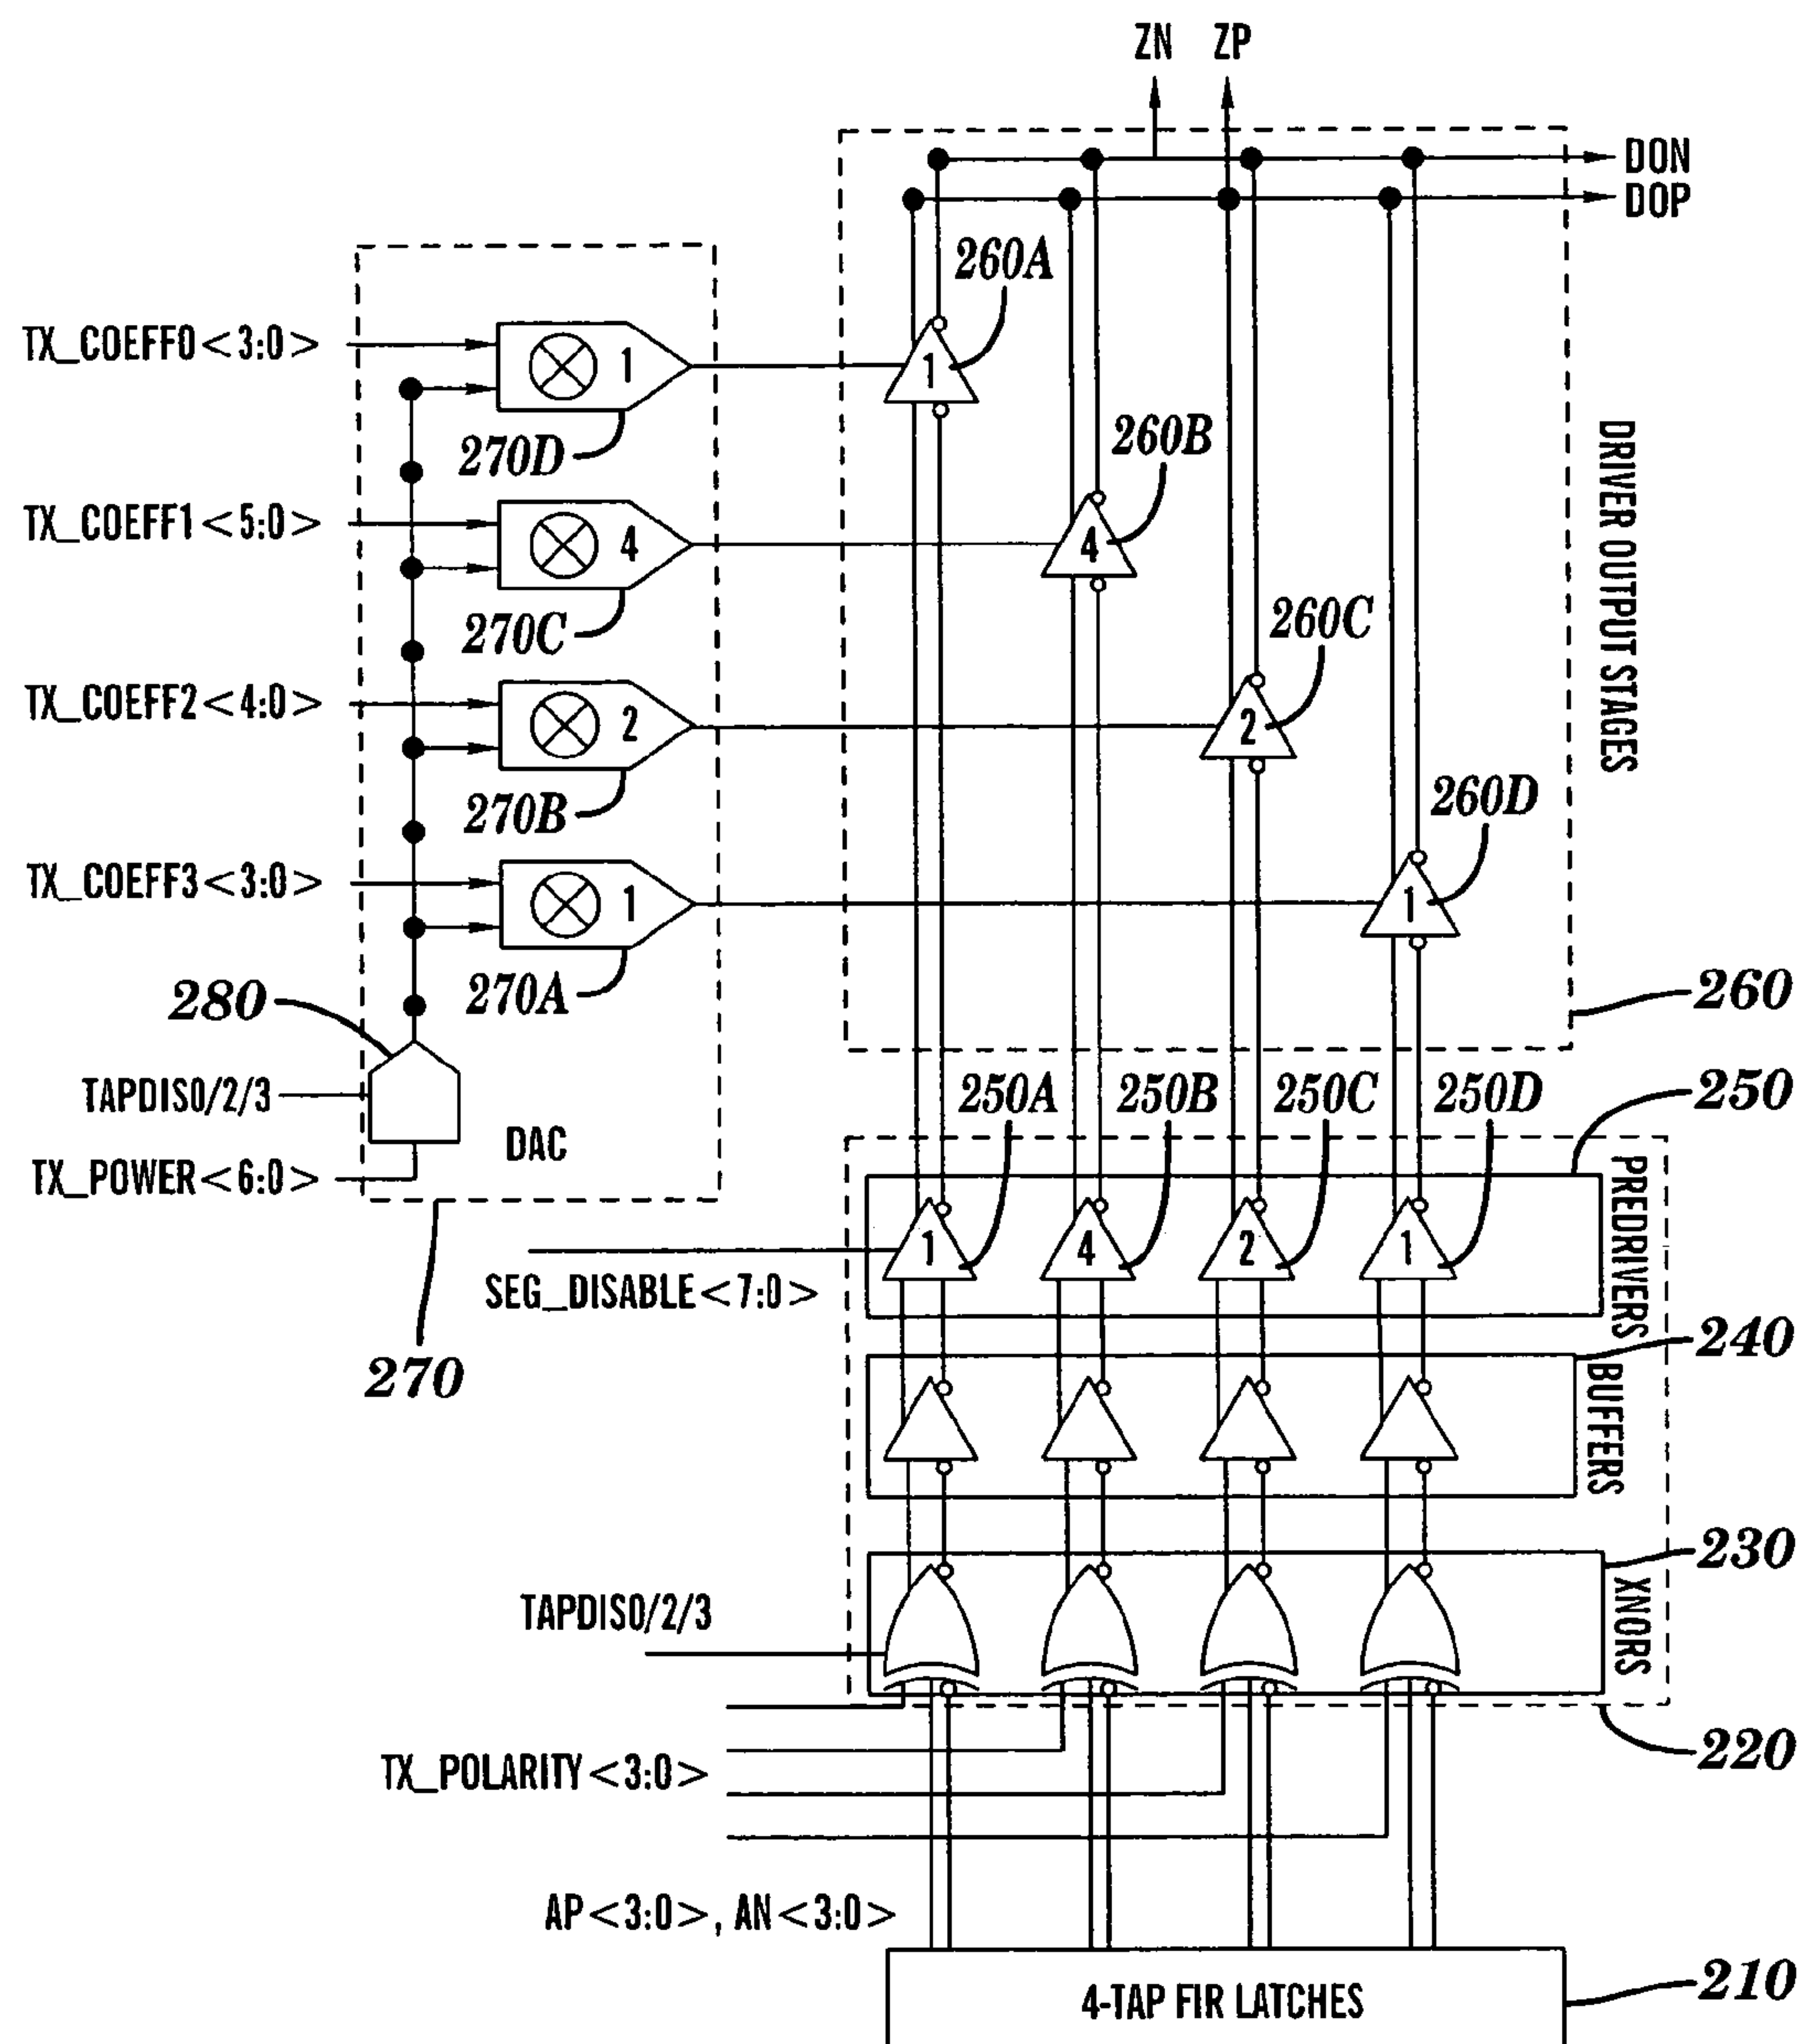 ZN ZP
DON
DOP
260A
TX_COEFF0<3:0>
1
1
270D
260B
TX_COEFF1<5:0>
4
4
270C
260C
TX_COEFF2<4:0>
2
2
270B
260D
TX_COEFF3<3:0>
1
1
270A
DRIVER OUTPUT STAGES
260
280
TAPDIS0/2/3
DAC
TX_POWER<6:0>
270
250A 250B 250C 250D
250
1 4 2 1
SEG_DISABLE<7:0>
PREDRIVERS
240
BUFFERS
230
XNORS
TAPDIS0/2/3
220
TX_POLARITY<3:0>
AP<3:0>, AN<3:0>
4-TAP FIR LATCHES
210